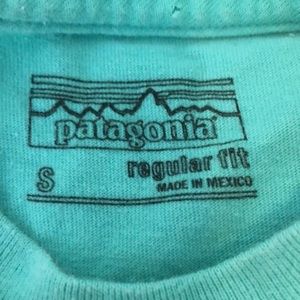 patagonia®
S
regular fit
MADE IN MEXICO